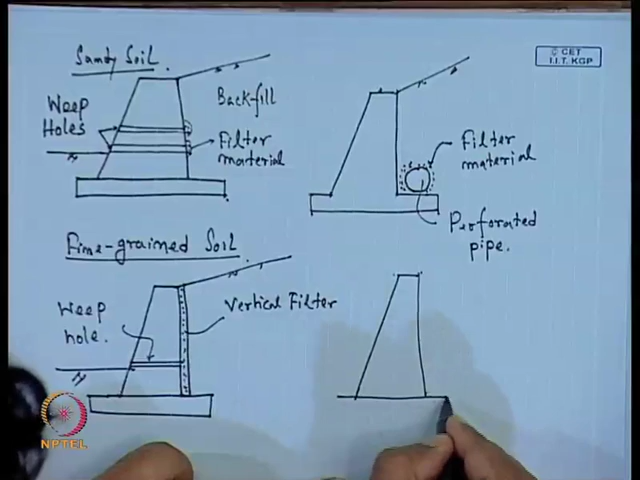 Sandy Soil.
© CET
I.I.T. KGP
Weep
Holes
Back-fill
Filter
material
Filter
material
Perforated
pipe.
Fine-grained Soil
Weep
hole.
Vertical Filter
NPTEL